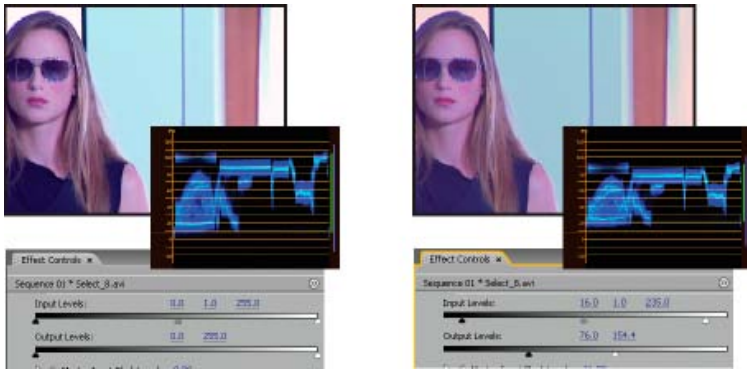 Effect Controls ×
Sequence 01 * Select_B.avi
Input Levels: 0.0 1.0 255.0
Output Levels: 0.0 255.0
Effect Controls ×
Sequence 01 * Select_B.avi
Input Levels: 16.0 1.0 235.0
Output Levels: 76.0 154.4